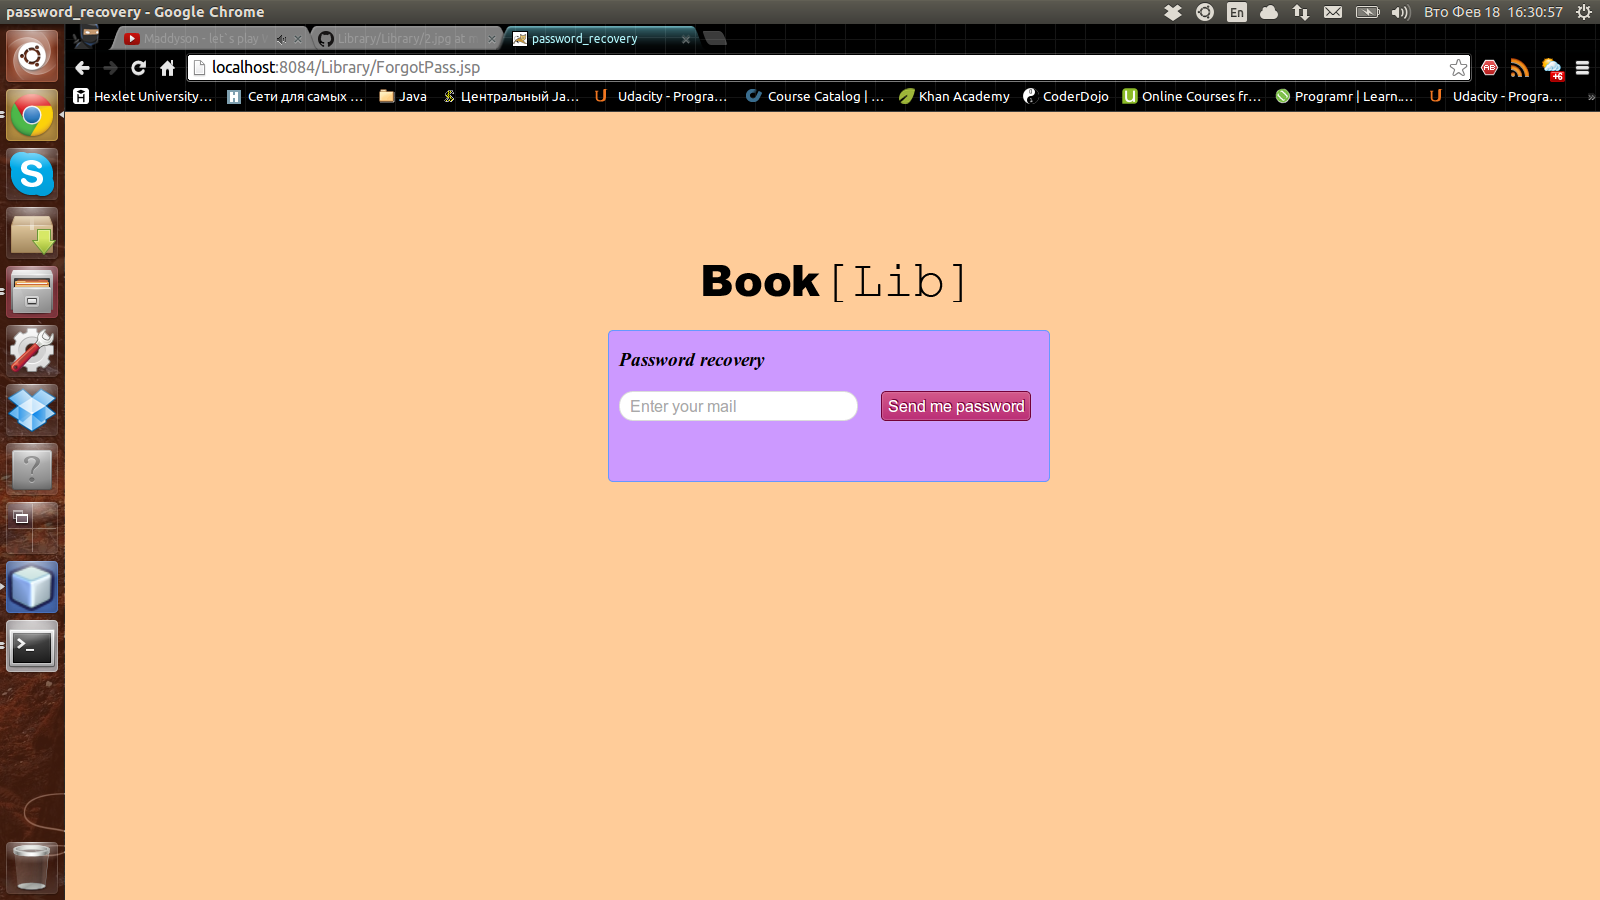 password_recovery - Google Chrome
En
Вто Фев 18 16:30:57
Maddyson - let`s play
Library/Library/2.jpg at
password_recovery
localhost:8084/Library/ForgotPass.jsp
ABP
+6
Hexlet University...
Сети для самых ...
Java
Центральный Ja...
Udacity - Progra...
Course Catalog | ...
Khan Academy
CoderDojo
Online Courses fr...
Programr | Learn....
Udacity - Progra...
»
Book[Lib]
Password recovery
Enter your mail
Send me password